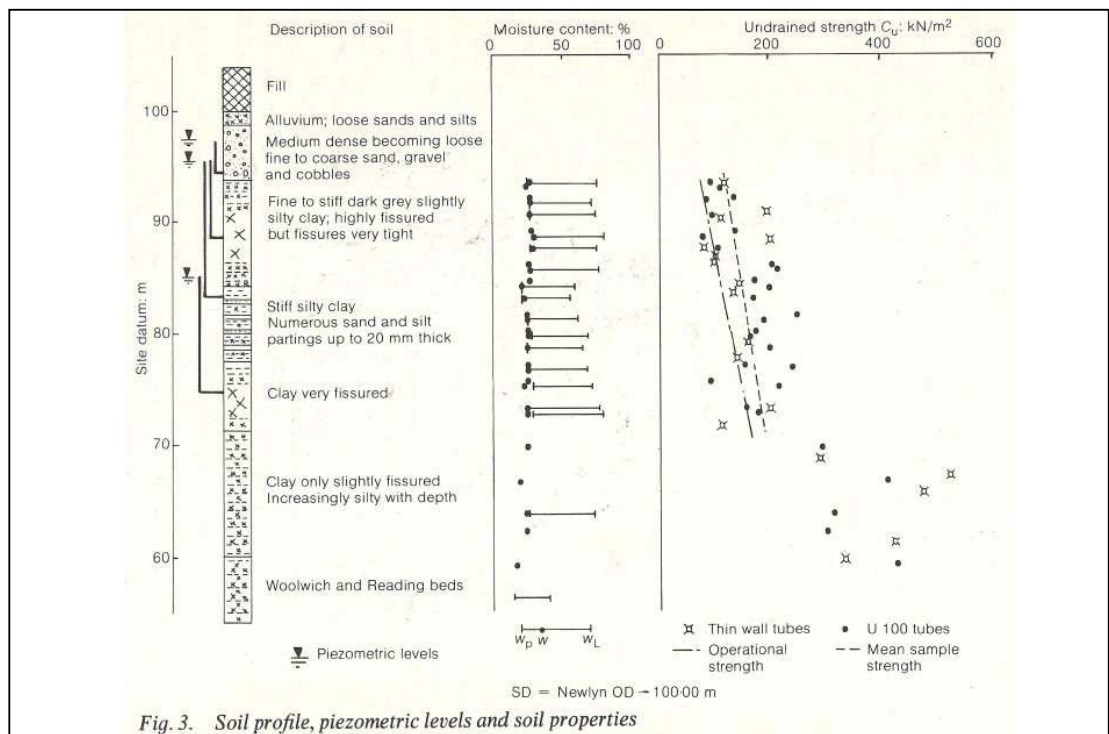 Description of soil
Moisture content: %
Undrained strength Cᵤ: kN/m²
0 50 100
0 200 400 600
Site datum: m
100
90
80
70
60
Fill
Alluvium; loose sands and silts
Medium dense becoming loose
fine to coarse sand, gravel
and cobbles
Fine to stiff dark grey slightly
silty clay; highly fissured
but fissures very tight
Stiff silty clay
Numerous sand and silt
partings up to 20 mm thick
Clay very fissured
Clay only slightly fissured
Increasingly silty with depth
Woolwich and Reading beds
Piezometric levels
wₚ w w_L
Thin wall tubes
U 100 tubes
Operational
strength
Mean sample
strength
SD = Newlyn OD – 100·00 m
Fig. 3. Soil profile, piezometric levels and soil properties